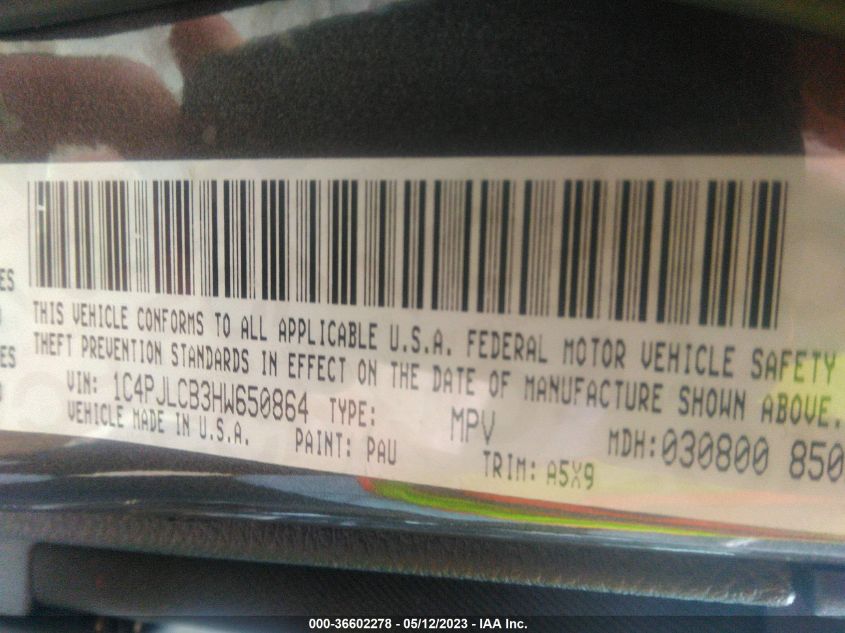 ES
ES
THIS VEHICLE CONFORMS TO ALL APPLICABLE U.S.A. FEDERAL MOTOR VEHICLE SAFETY
THEFT PREVENTION STANDARDS IN EFFECT ON THE DATE OF MANUFACTURE SHOWN ABOVE.
VIN: 1C4PJLCB3HW650864 TYPE: MPV MDH:030800 850
VEHICLE MADE IN U.S.A. PAINT: PAU TRIM: A5X9
000-36602278 - 05/12/2023 - IAA Inc.